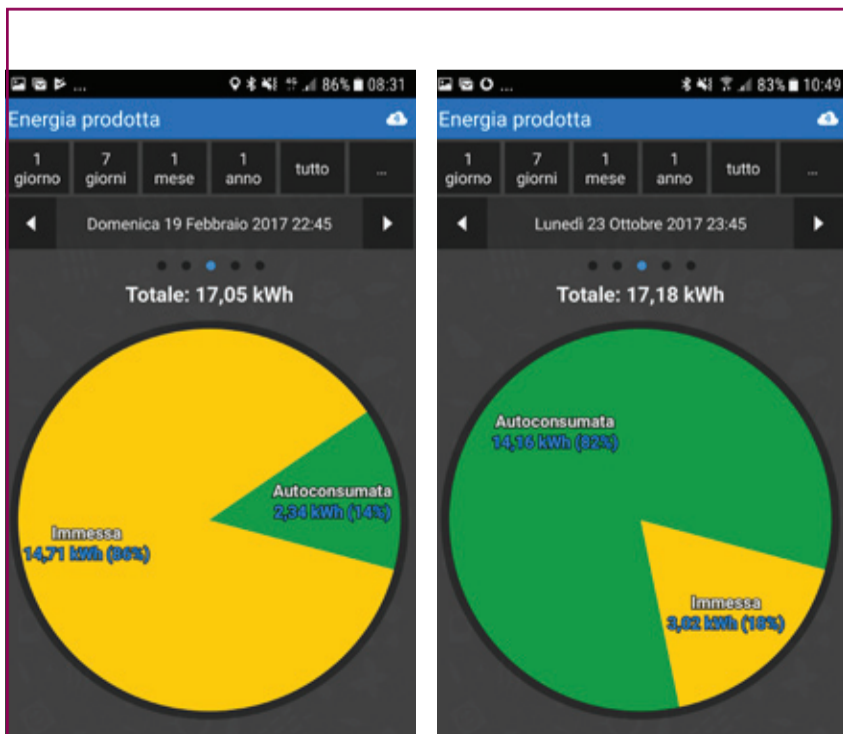 ... 86% 08:31
Energia prodotta
1 giorno
7 giorni
1 mese
1 anno
tutto
...
Domenica 19 Febbraio 2017 22:45
Totale: 17,05 kWh
Autoconsumata
2,34 kWh (14%)
Immessa
14,71 kWh (86%)
... 83% 10:49
Energia prodotta
1 giorno
7 giorni
1 mese
1 anno
tutto
...
Lunedì 23 Ottobre 2017 23:45
Totale: 17,18 kWh
Autoconsumata
14,16 kWh (82%)
Immessa
3,02 kWh (18%)